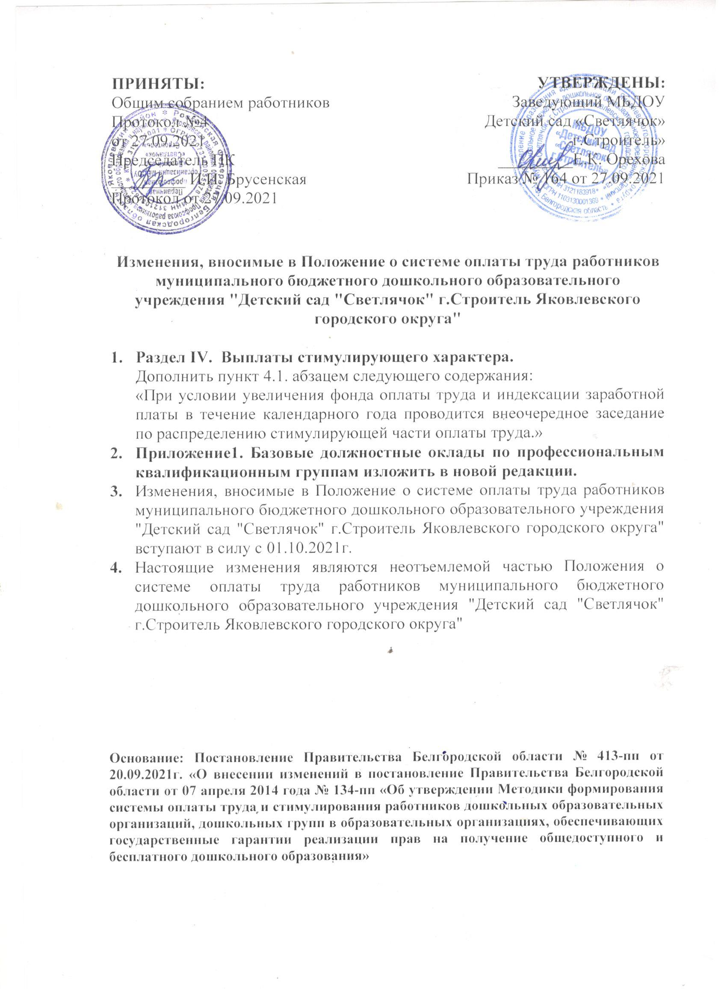 ПРИНЯТЫ:
Общим собранием работников
Протокол №4
от 27.09.2021
Председатель ПК
И.К. Брусенская
Протокол от 27.09.2021
УТВЕРЖДЕНЫ:
Заведующий МБДОУ
Детский сад «Светлячок»
г.Строитель»
Е.К. Орехова
Приказ № 164 от 27.09.2021
МБДОУ
«Детский сад
«Светлячок»
г.Строитель»
Изменения, вносимые в Положение о системе оплаты труда работников
муниципального бюджетного дошкольного образовательного
учреждения "Детский сад "Светлячок" г.Строитель Яковлевского
городского округа"
1. Раздел IV. Выплаты стимулирующего характера.
Дополнить пункт 4.1. абзацем следующего содержания:
«При условии увеличения фонда оплаты труда и индексации заработной
платы в течение календарного года проводится внеочередное заседание
по распределению стимулирующей части оплаты труда.»
2. Приложение1. Базовые должностные оклады по профессиональным
квалификационным группам изложить в новой редакции.
3. Изменения, вносимые в Положение о системе оплаты труда работников
муниципального бюджетного дошкольного образовательного учреждения
"Детский сад "Светлячок" г.Строитель Яковлевского городского округа"
вступают в силу с 01.10.2021г.
4. Настоящие изменения являются неотъемлемой частью Положения о
системе оплаты труда работников муниципального бюджетного
дошкольного образовательного учреждения "Детский сад "Светлячок"
г.Строитель Яковлевского городского округа"
Основание: Постановление Правительства Белгородской области № 413-пп от
20.09.2021г. «О внесении изменений в постановление Правительства Белгородской
области от 07 апреля 2014 года № 134-пп «Об утверждении Методики формирования
системы оплаты труда и стимулирования работников дошкольных образовательных
организаций, дошкольных групп в образовательных организациях, обеспечивающих
государственные гарантии реализации прав на получение общедоступного и
бесплатного дошкольного образования»